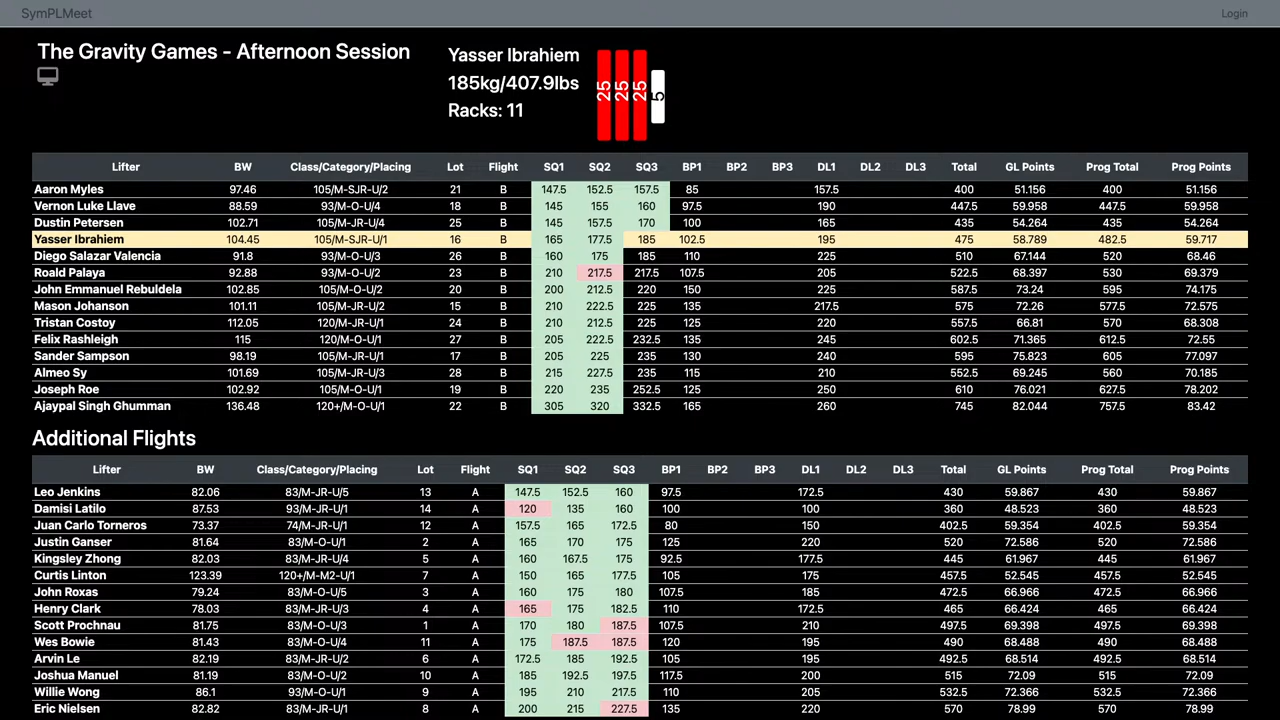 SymPLMeet Login
The Gravity Games - Afternoon Session
Yasser Ibrahiem
185kg/407.9lbs
Racks: 11
25 25 25 5
Lifter BW Class/Category/Placing Lot Flight SQ1 SQ2 SQ3 BP1 BP2 BP3 DL1 DL2 DL3 Total GL Points Prog Total Prog Points
Aaron Myles 97.46 105/M-SJR-U/2 21 B 147.5 152.5 157.5 85 157.5 400 51.156 400 51.156
Vernon Luke Llave 88.59 93/M-O-U/4 18 B 145 155 160 97.5 190 447.5 59.958 447.5 59.958
Dustin Petersen 102.71 105/M-JR-U/4 25 B 145 157.5 170 100 165 435 54.264 435 54.264
Yasser Ibrahiem 104.45 105/M-SJR-U/1 16 B 165 177.5 185 102.5 195 475 58.789 482.5 59.717
Diego Salazar Valencia 91.8 93/M-O-U/3 26 B 160 175 185 110 225 510 67.144 520 68.46
Roald Palaya 92.88 93/M-O-U/2 23 B 210 217.5 217.5 107.5 205 522.5 68.397 530 69.379
John Emmanuel Rebuldela 102.85 105/M-O-U/2 20 B 200 212.5 220 150 225 587.5 73.24 595 74.175
Mason Johanson 101.11 105/M-JR-U/2 15 B 210 222.5 225 135 217.5 575 72.26 577.5 72.575
Tristan Costoy 112.05 120/M-JR-U/1 24 B 210 212.5 225 125 220 557.5 66.81 570 68.308
Felix Rashleigh 115 120/M-O-U/1 27 B 205 222.5 232.5 135 245 602.5 71.365 612.5 72.55
Sander Sampson 98.19 105/M-JR-U/1 17 B 205 225 235 130 240 595 75.823 605 77.097
Almeo Sy 101.69 105/M-JR-U/3 28 B 215 227.5 235 115 210 552.5 69.245 560 70.185
Joseph Roe 102.92 105/M-O-U/1 19 B 220 235 252.5 125 250 610 76.021 627.5 78.202
Ajaypal Singh Ghumman 136.48 120+/M-O-U/1 22 B 305 320 332.5 165 260 745 82.044 757.5 83.42
Additional Flights
Lifter BW Class/Category/Placing Lot Flight SQ1 SQ2 SQ3 BP1 BP2 BP3 DL1 DL2 DL3 Total GL Points Prog Total Prog Points
Leo Jenkins 82.06 83/M-JR-U/5 13 A 147.5 152.5 160 97.5 172.5 430 59.867 430 59.867
Damisi Latilo 87.53 93/M-JR-U/1 14 A 120 135 160 100 100 360 48.523 360 48.523
Juan Carlo Torneros 73.37 74/M-JR-U/1 12 A 157.5 165 172.5 80 150 402.5 59.354 402.5 59.354
Justin Ganser 81.64 83/M-O-U/1 2 A 165 170 175 125 220 520 72.586 520 72.586
Kingsley Zhong 82.03 83/M-JR-U/4 5 A 160 167.5 175 92.5 177.5 445 61.967 445 61.967
Curtis Linton 123.39 120+/M-M2-U/1 7 A 150 165 177.5 105 175 457.5 52.545 457.5 52.545
John Roxas 79.24 83/M-O-U/5 3 A 160 175 180 107.5 185 472.5 66.966 472.5 66.966
Henry Clark 78.03 83/M-JR-U/3 4 A 165 175 182.5 110 172.5 465 66.424 465 66.424
Scott Prochnau 81.75 83/M-O-U/3 1 A 170 180 187.5 107.5 210 497.5 69.398 497.5 69.398
Wes Bowie 81.43 83/M-O-U/4 11 A 175 187.5 187.5 120 195 490 68.488 490 68.488
Arvin Le 82.19 83/M-JR-U/2 6 A 172.5 185 192.5 105 195 492.5 68.514 492.5 68.514
Joshua Manuel 81.19 83/M-O-U/2 10 A 185 192.5 197.5 117.5 200 515 72.09 515 72.09
Willie Wong 86.1 93/M-O-U/1 9 A 195 210 217.5 110 205 532.5 72.366 532.5 72.366
Eric Nielsen 82.82 83/M-JR-U/1 8 A 200 215 227.5 135 220 570 78.99 570 78.99